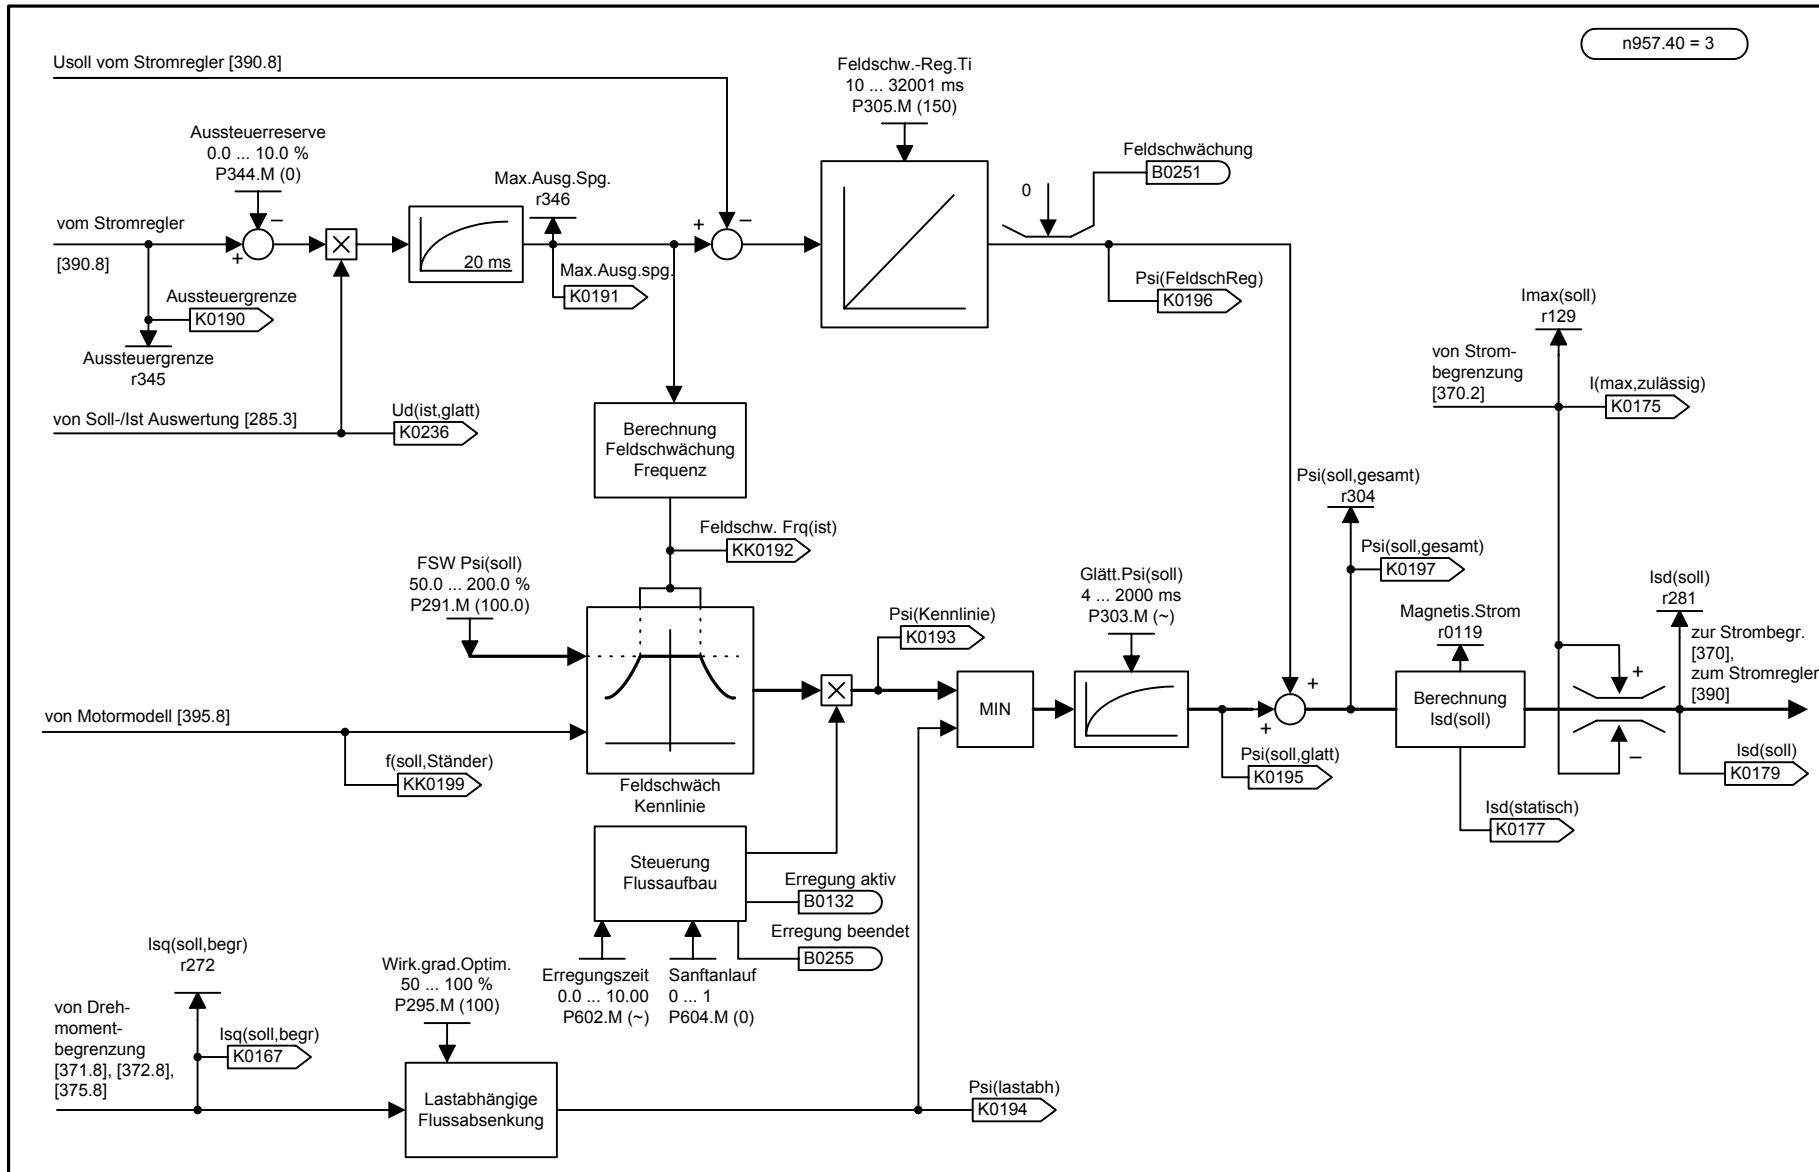 n957.40 = 3
Usoll vom Stromregler [390.8]
Feldschw.-Reg.Ti
10 ... 32001 ms
P305.M (150)
Aussteuerreserve
0.0 ... 10.0 %
P344.M (0)
Max.Ausg.Spg.
r346
Feldschwächung
B0251
0
vom Stromregler
[390.8]
–
+
20 ms
+
–
Max.Ausg.spg.
K0191
Psi(FeldschReg)
K0196
Aussteuergrenze
K0190
Aussteuergrenze
r345
Imax(soll)
r129
von Strom-
begrenzung
[370.2]
I(max,zulässig)
K0175
von Soll-/Ist Auswertung [285.3]
Ud(ist,glatt)
K0236
Berechnung
Feldschwächung
Frequenz
Psi(soll,gesamt)
r304
Feldschw. Frq(ist)
KK0192
Psi(soll,gesamt)
K0197
FSW Psi(soll)
50.0 ... 200.0 %
P291.M (100.0)
Glätt.Psi(soll)
4 ... 2000 ms
P303.M (~)
Isd(soll)
r281
Psi(Kennlinie)
K0193
Magnetis.Strom
r0119
zur Strombegr.
[370],
zum Stromregler
[390]
von Motormodell [395.8]
MIN
+
+
Berechnung
Isd(soll)
+
–
f(soll,Ständer)
KK0199
Feldschwäch
Kennlinie
Psi(soll,glatt)
K0195
Isd(soll)
K0179
Isd(statisch)
K0177
Steuerung
Flussaufbau
Erregung aktiv
B0132
Erregung beendet
B0255
Isq(soll,begr)
r272
Wirk.grad.Optim.
50 ... 100 %
P295.M (100)
Erregungszeit
0.0 ... 10.00
P602.M (~)
Sanftanlauf
0 ... 1
P604.M (0)
von Dreh-
moment-
begrenzung
[371.8], [372.8],
[375.8]
Isq(soll,begr)
K0167
Lastabhängige
Flussabsenkung
Psi(lastabh)
K0194